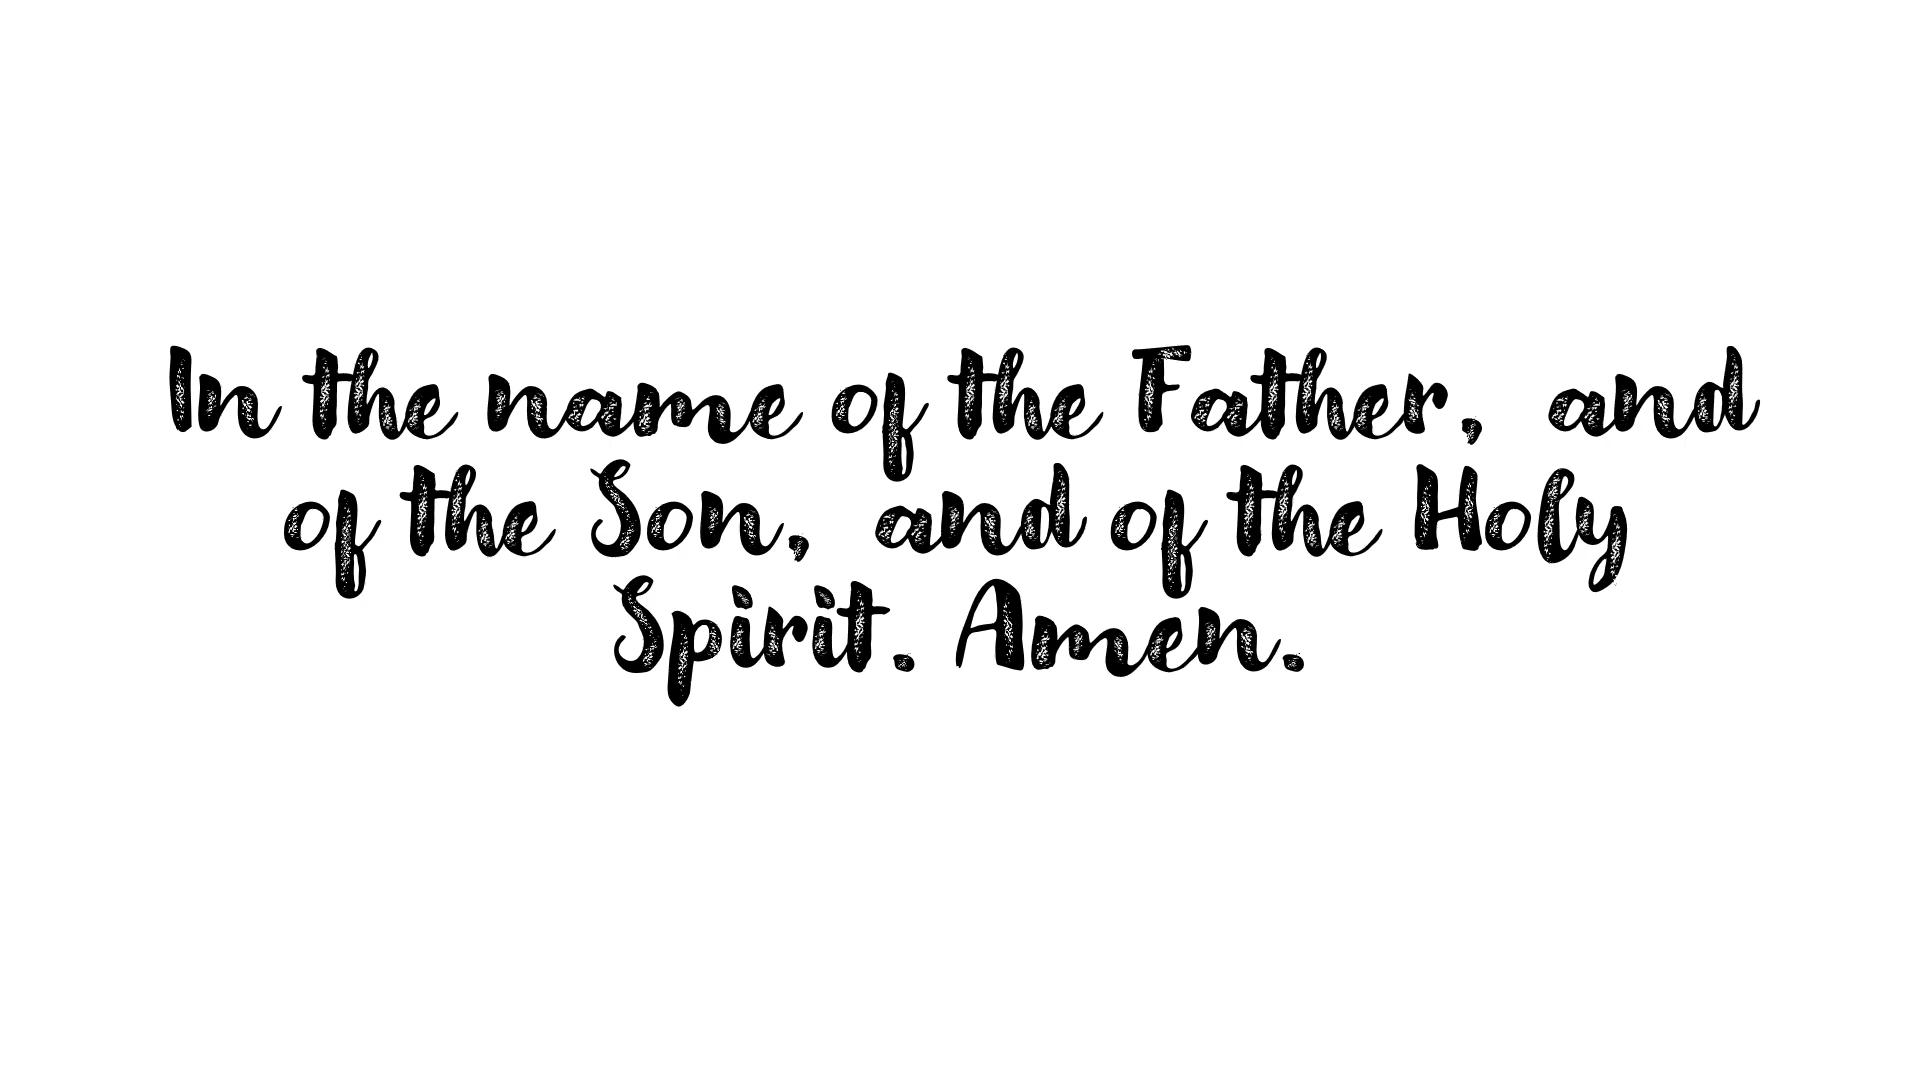 In the name of the Father, and
of the Son, and of the Holy
Spirit. Amen.